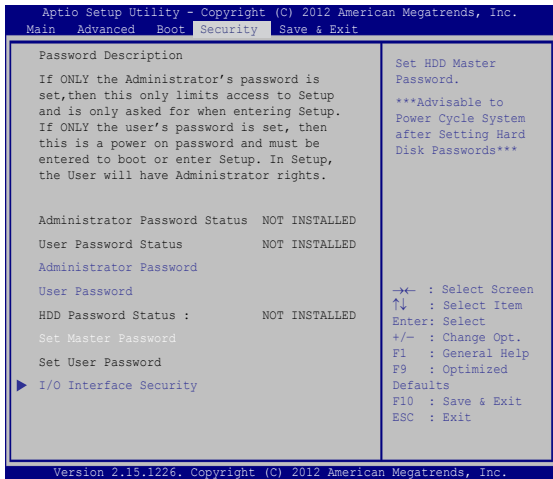 Aptio Setup Utility - Copyright (C) 2012 American Megatrends, Inc.
Main Advanced Boot Security Save & Exit
Password Description
If ONLY the Administrator's password is
set,then this only limits access to Setup
and is only asked for when entering Setup.
If ONLY the user's password is set, then
this is a power on password and must be
entered to boot or enter Setup. In Setup,
the User will have Administrator rights.
Administrator Password Status NOT INSTALLED
User Password Status NOT INSTALLED
Administrator Password
User Password
HDD Password Status : NOT INSTALLED
Set Master Password
Set User Password
I/O Interface Security
Set HDD Master
Password.
***Advisable to
Power Cycle System
after Setting Hard
Disk Passwords***
→← : Select Screen
↑↓ : Select Item
Enter: Select
+/— : Change Opt.
F1 : General Help
F9 : Optimized
Defaults
F10 : Save & Exit
ESC : Exit
Version 2.15.1226. Copyright (C) 2012 American Megatrends, Inc.